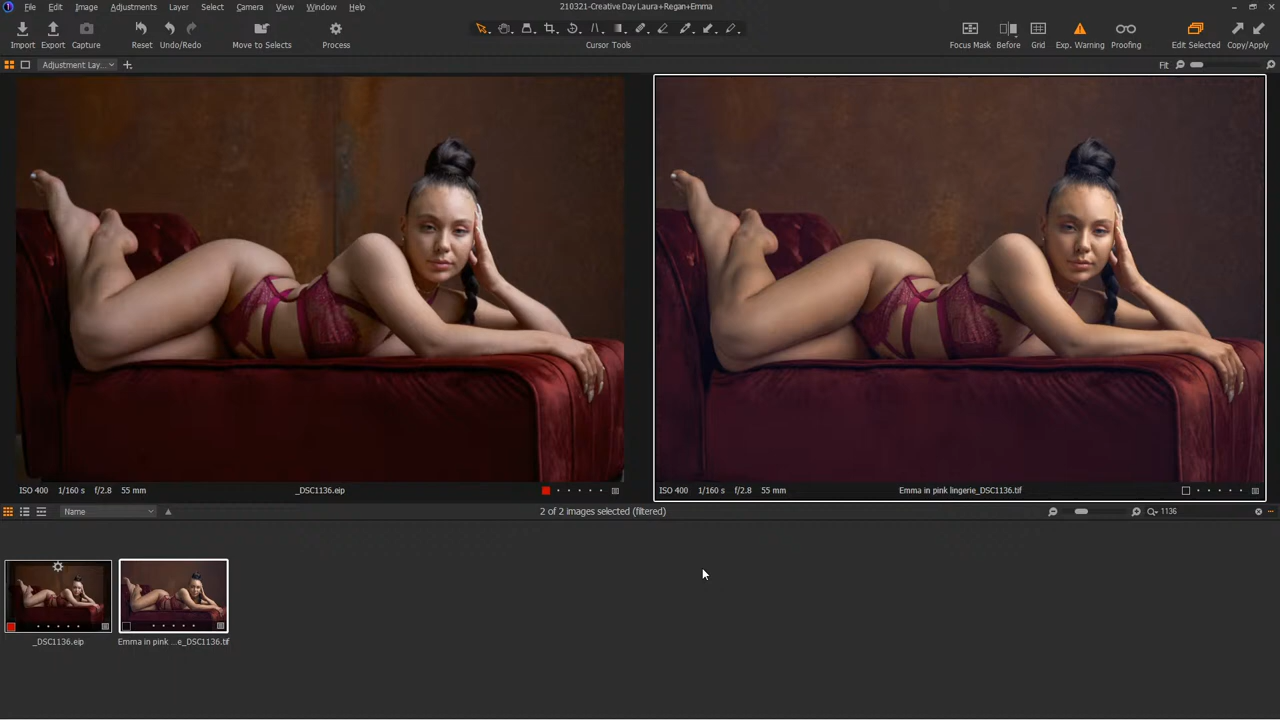 210321-Creative Day Laura+Regan+Emma
File Edit Image Adjustments Layer Select Camera View Window Help
Import Export Capture Reset Undo/Redo Move to Selects Process Cursor Tools Focus Mask Before Grid Exp. Warning Proofing Edit Selected Copy/Apply
Adjustment Lay... Fit
ISO 400 1/160 s f/2.8 55 mm _DSC1136.eip
ISO 400 1/160 s f/2.8 55 mm Emma in pink lingerie_DSC1136.tif
Name 2 of 2 images selected (filtered) 1136
_DSC1136.eip Emma in pink ...e_DSC1136.tif